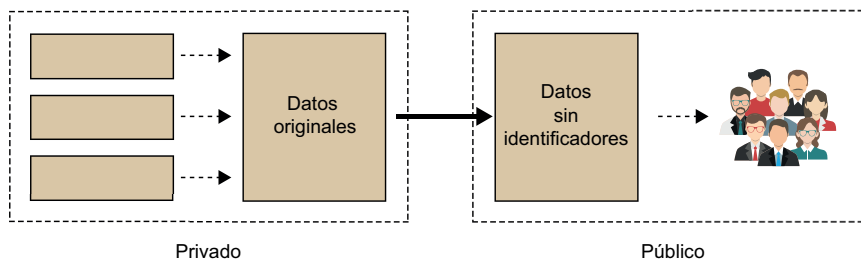 Datos
originales
Datos
sin
identificadores
Privado
Público